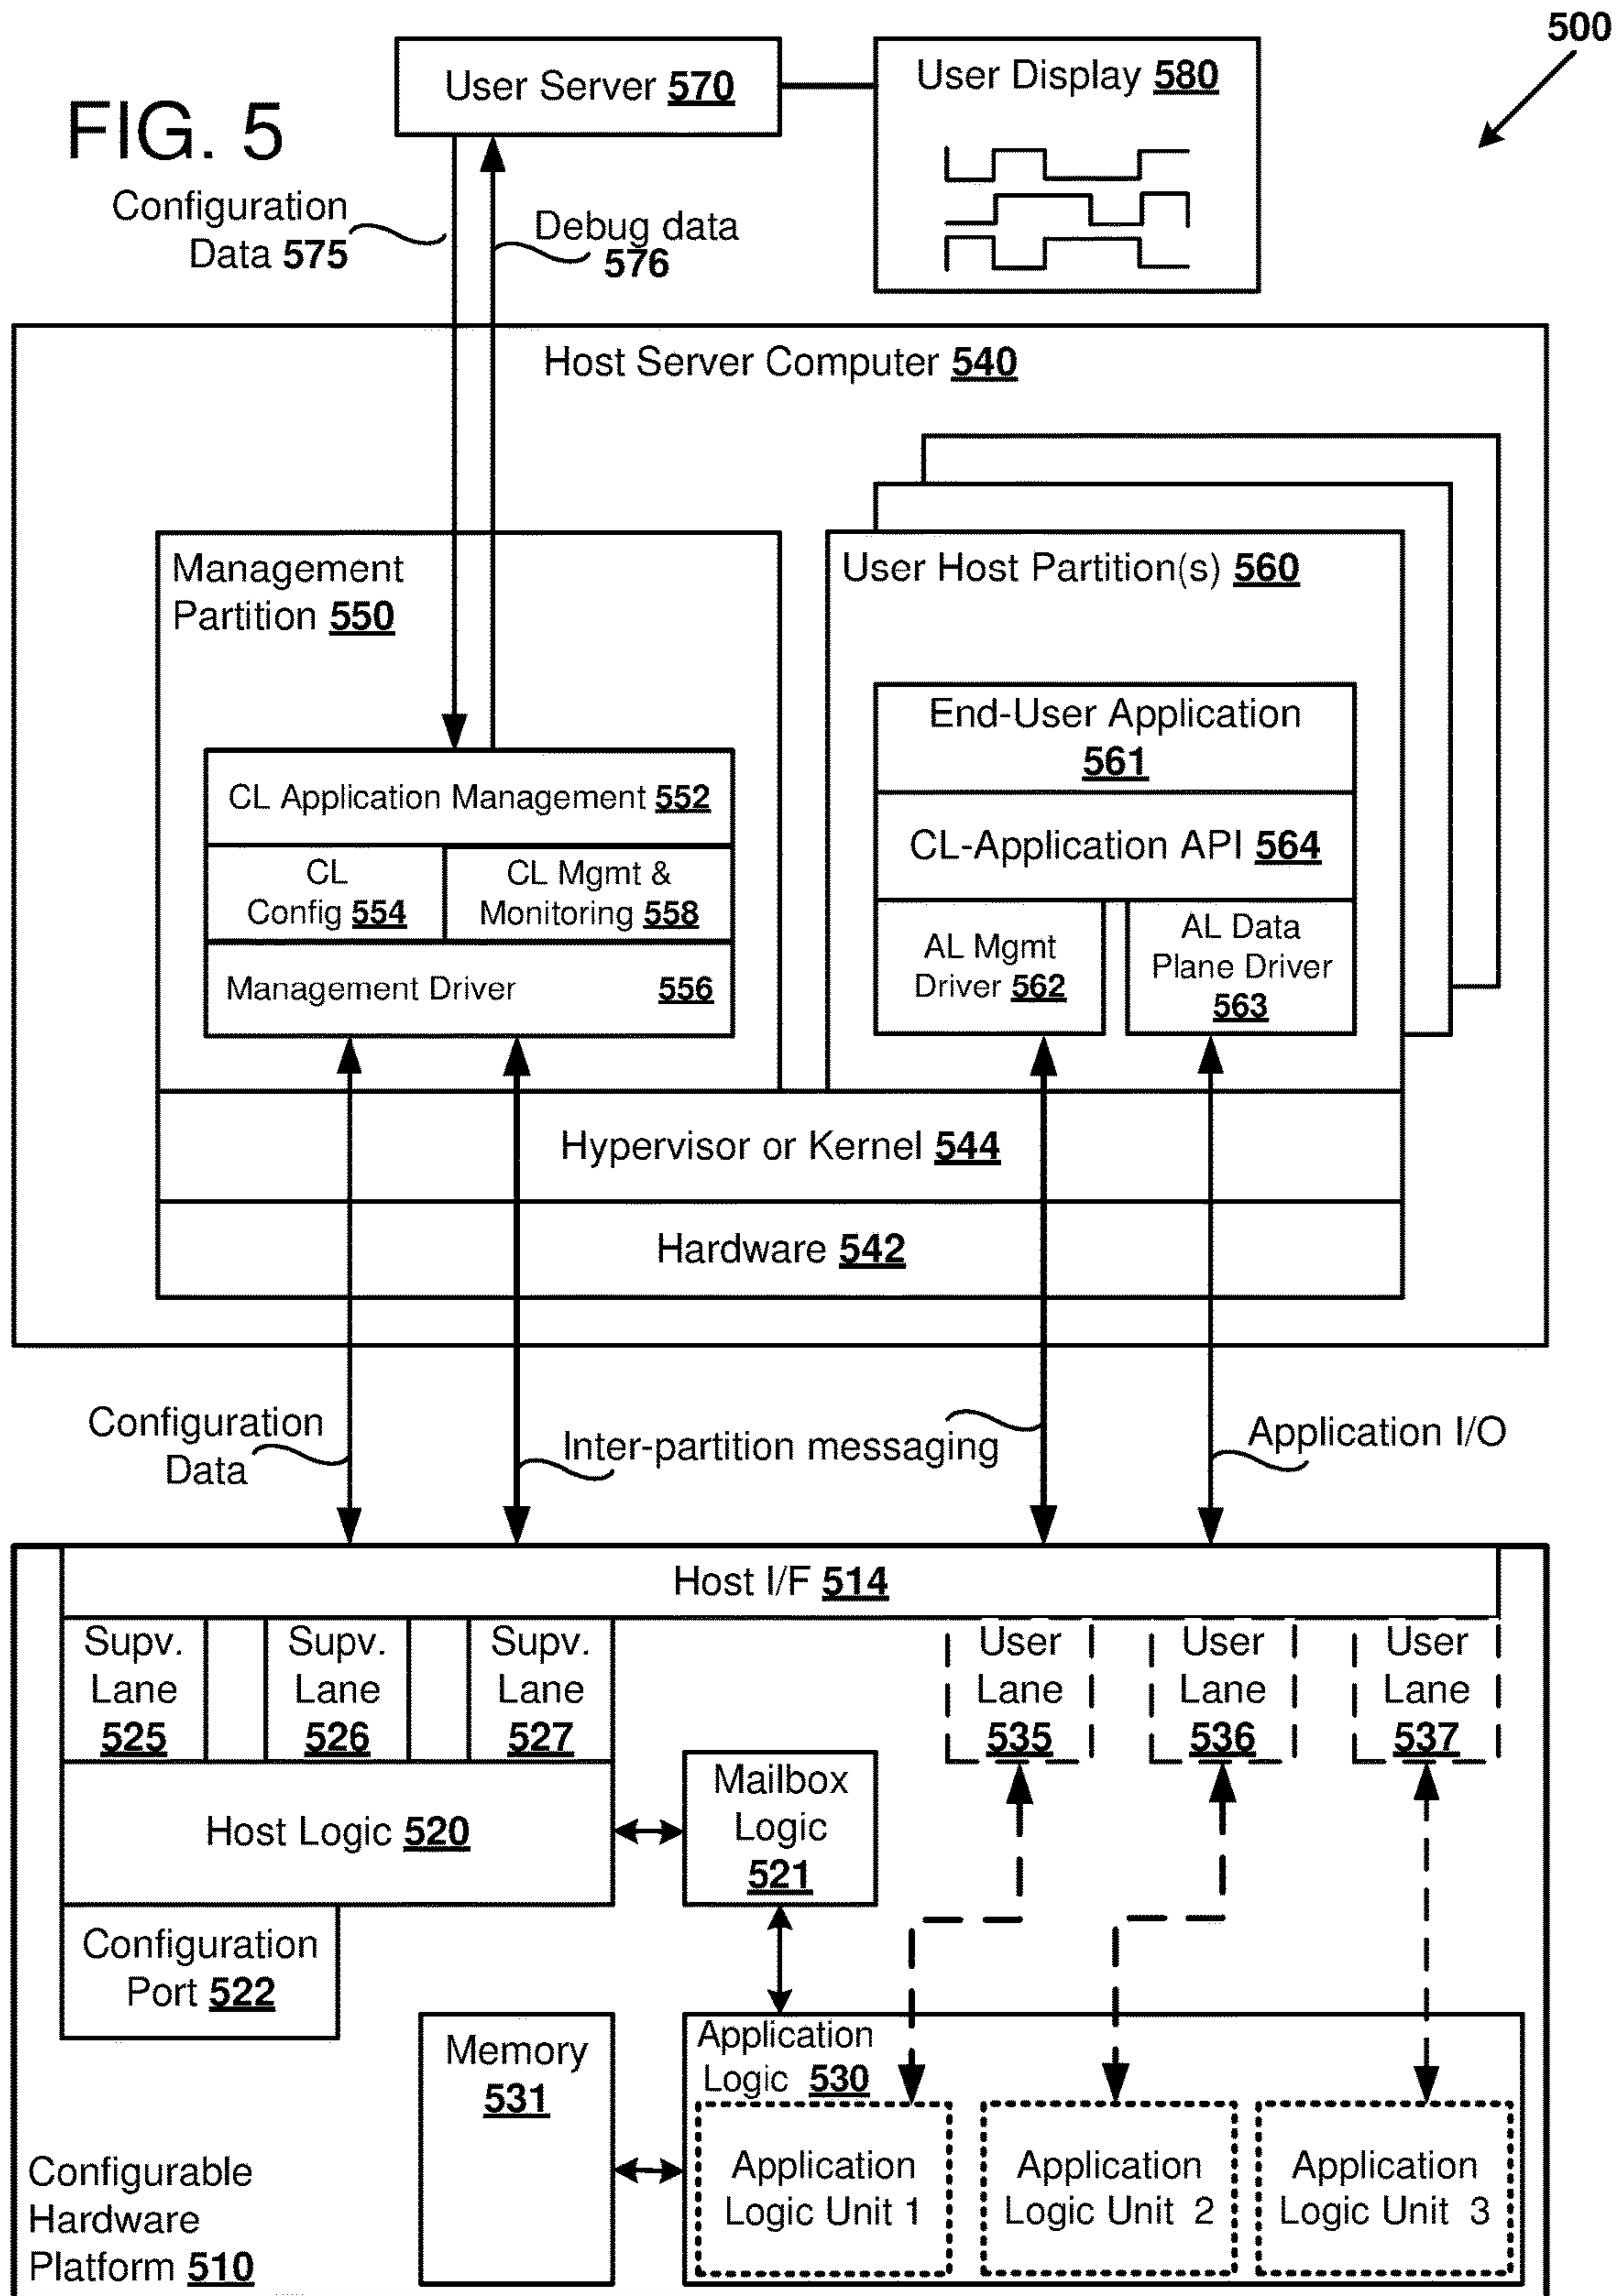 500
FIG. 5
User Server 570
User Display 580
Configuration
Data 575
Debug data
576
Host Server Computer 540
Management
Partition 550
User Host Partition(s) 560
CL Application Management 552
CL
Config 554
CL Mgmt &
Monitoring 558
Management Driver 556
End-User Application
561
CL-Application API 564
AL Mgmt
Driver 562
AL Data
Plane Driver
563
Hypervisor or Kernel 544
Hardware 542
Configuration
Data
Inter-partition messaging
Application I/O
Host I/F 514
Supv.
Lane
525
Supv.
Lane
526
Supv.
Lane
527
User
Lane
535
User
Lane
536
User
Lane
537
Host Logic 520
Mailbox
Logic
521
Configuration
Port 522
Memory
531
Application
Logic 530
Application
Logic Unit 1
Application
Logic Unit 2
Application
Logic Unit 3
Configurable
Hardware
Platform 510